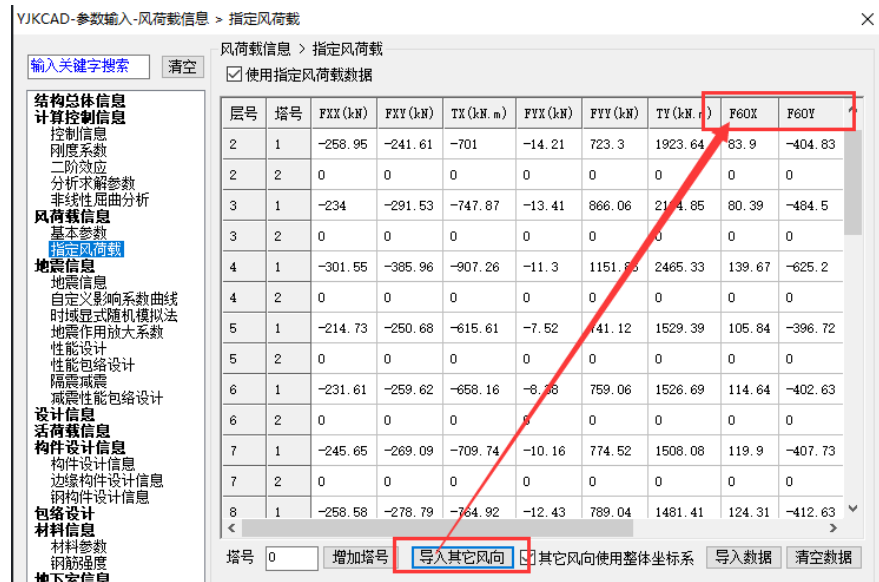 YJKCAD-参数输入-风荷载信息 > 指定风荷载
输入关键字搜索 清空
结构总体信息
计算控制信息
控制信息
刚度系数
二阶效应
分析求解参数
非线性屈曲分析
风荷载信息
基本参数
指定风荷载
地震信息
地震信息
自定义影响系数曲线
时域显式随机模拟法
地震作用放大系数
性能设计
性能包络设计
隔震减震
减震性能包络设计
设计信息
活荷载信息
构件设计信息
构件设计信息
边缘构件设计信息
钢构件设计信息
包络设计
材料信息
材料参数
钢筋强度
地下室信息
风荷载信息 > 指定风荷载
使用指定风荷载数据
层号 塔号 FXX(kN) FXY(kN) TX(kN.m) FYX(kN) FYY(kN) TY(kN.m) F60X F60Y
2 1 -258.95 -241.61 -701 -14.21 723.3 1923.64 83.9 -404.83
2 2 0 0 0 0 0 0 0 0
3 1 -234 -291.53 -747.87 -13.41 866.06 4.85 80.39 -484.5
3 2 0 0 0 0 0 0 0 0
4 1 -301.55 -385.96 -907.26 -11.3 1151. 2465.33 139.67 -625.2
4 2 0 0 0 0 0 0 0 0
5 1 -214.73 -250.68 -615.61 -7.52 741.12 1529.39 105.84 -396.72
5 2 0 0 0 0 0 0 0 0
6 1 -231.61 -259.62 -658.16 759.06 1526.69 114.64 -402.63
6 2 0 0 0 0 0 0 0 0
7 1 -245.65 -269.09 -709.74 -10.16 774.52 1508.08 119.9 -407.73
7 2 0 0 0 0 0 0 0 0
8 1 -258.58 -278.79 -764.92 -12.43 789.04 1481.41 124.31 -412.63
塔号 0 增加塔号 导入其它风向 其它风向使用整体坐标系 导入数据 清空数据